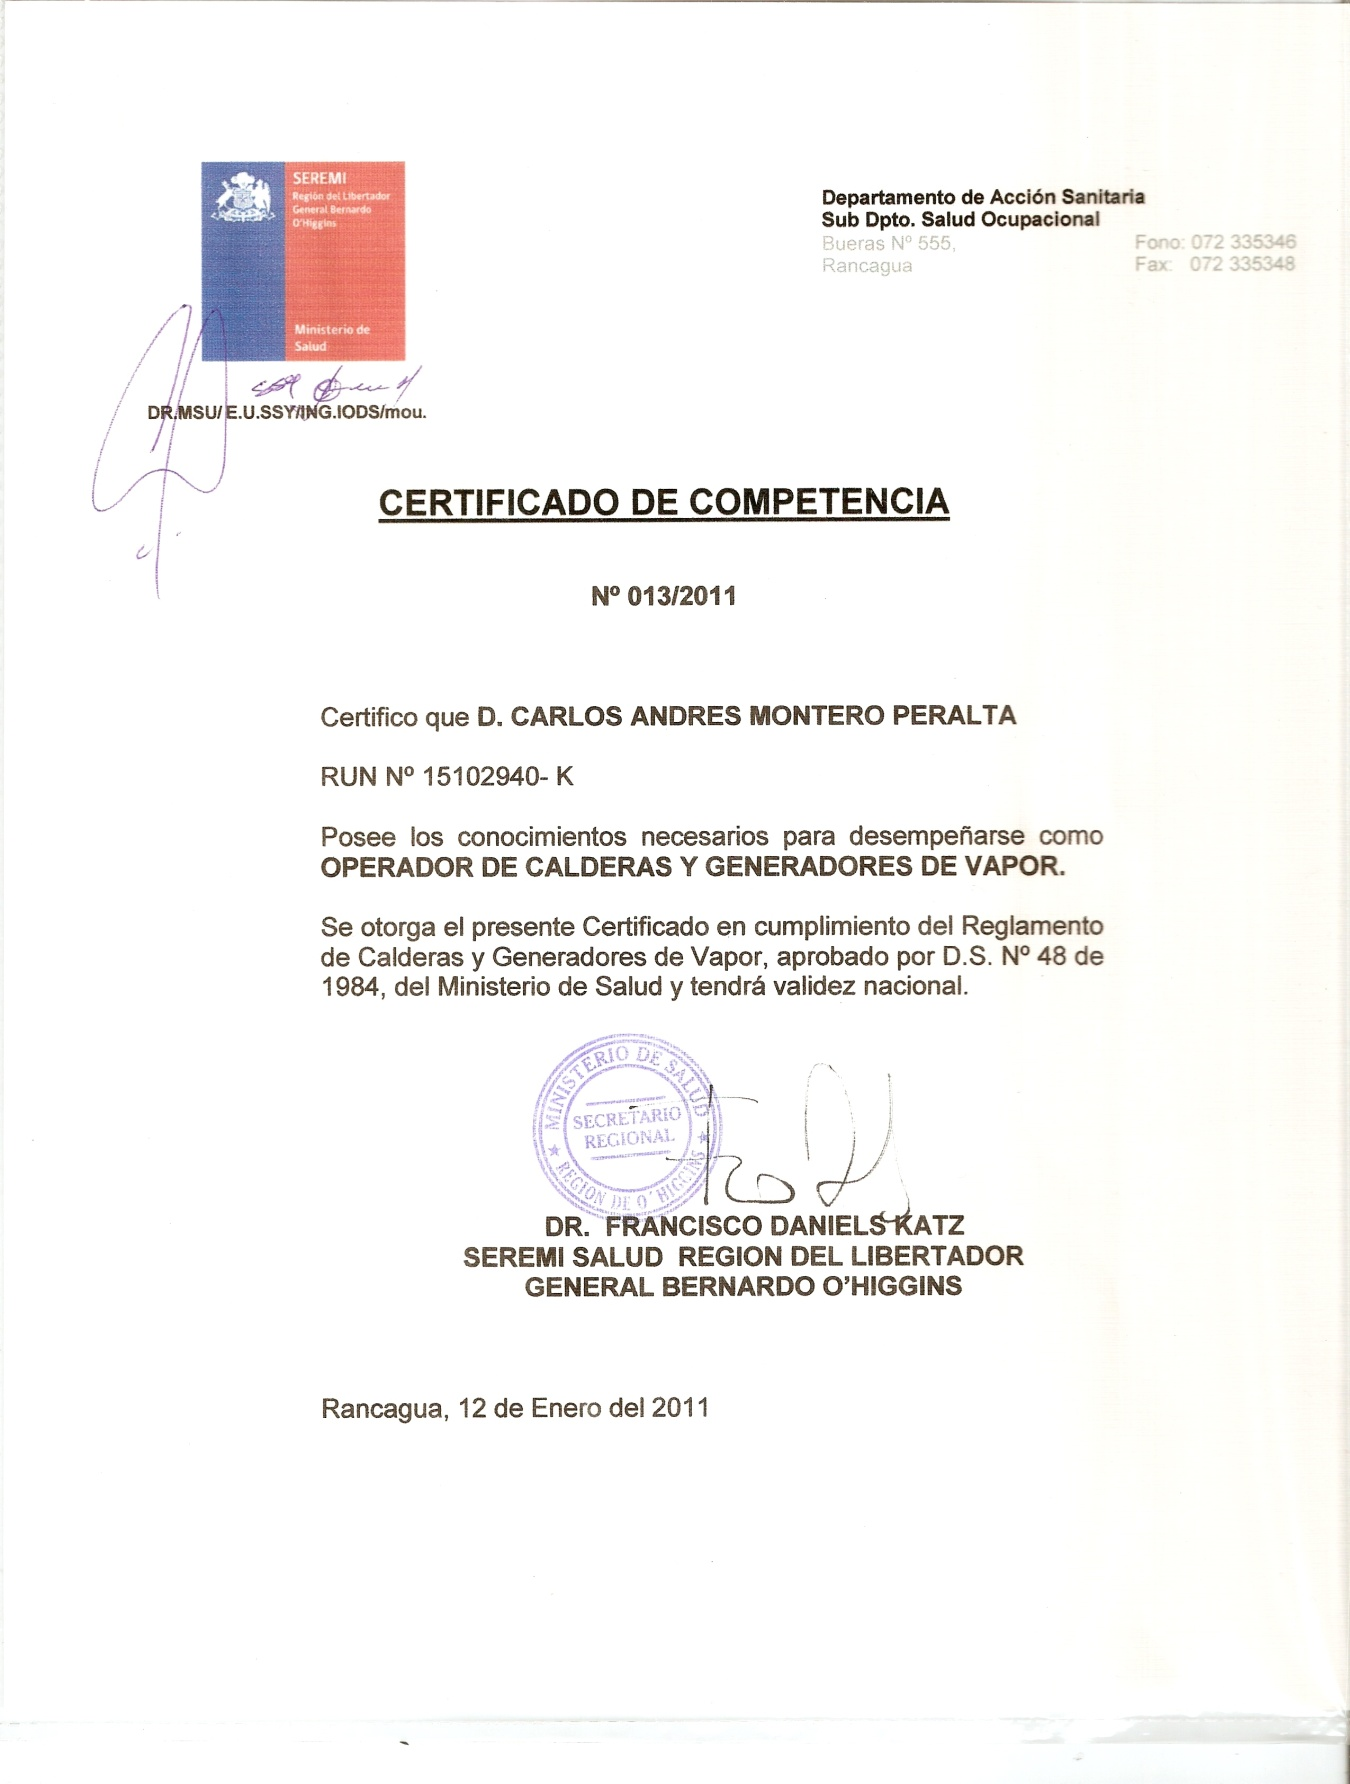 SEREMI
Región del Libertador
General Bernardo
O'Higgins
Ministerio de
Salud
Departamento de Acción Sanitaria
Sub Dpto. Salud Ocupacional
Bueras Nº 555,
Fono: 072 335346
Rancagua
Fax: 072 335348
DR.MSU/ E.U.SSY/ING.IODS/mou.
CERTIFICADO DE COMPETENCIA
Nº 013/2011
Certifico que D. CARLOS ANDRES MONTERO PERALTA
RUN Nº 15102940- K
Posee los conocimientos necesarios para desempeñarse como
OPERADOR DE CALDERAS Y GENERADORES DE VAPOR.
Se otorga el presente Certificado en cumplimiento del Reglamento
de Calderas y Generadores de Vapor, aprobado por D.S. Nº 48 de
1984, del Ministerio de Salud y tendrá validez nacional.
MINISTERIO DE SALUD
SECRETARIO
REGIONAL
REGION DE O'HIGGINS
DR. FRANCISCO DANIELS KATZ
SEREMI SALUD REGION DEL LIBERTADOR
GENERAL BERNARDO O'HIGGINS
Rancagua, 12 de Enero del 2011